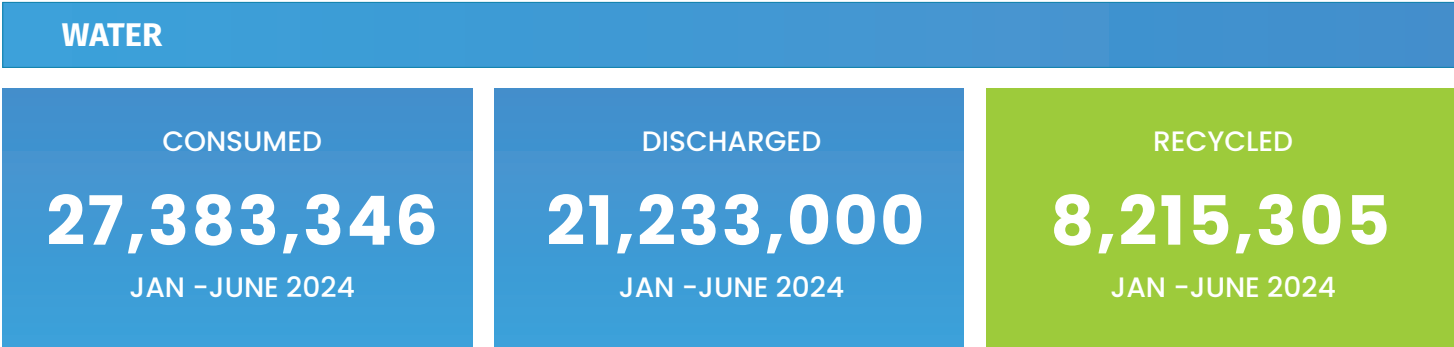 WATER
CONSUMED
27,383,346
JAN -JUNE 2024
DISCHARGED
21,233,000
JAN -JUNE 2024
RECYCLED
8,215,305
JAN -JUNE 2024